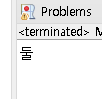 Problems
<terminated> M
둘